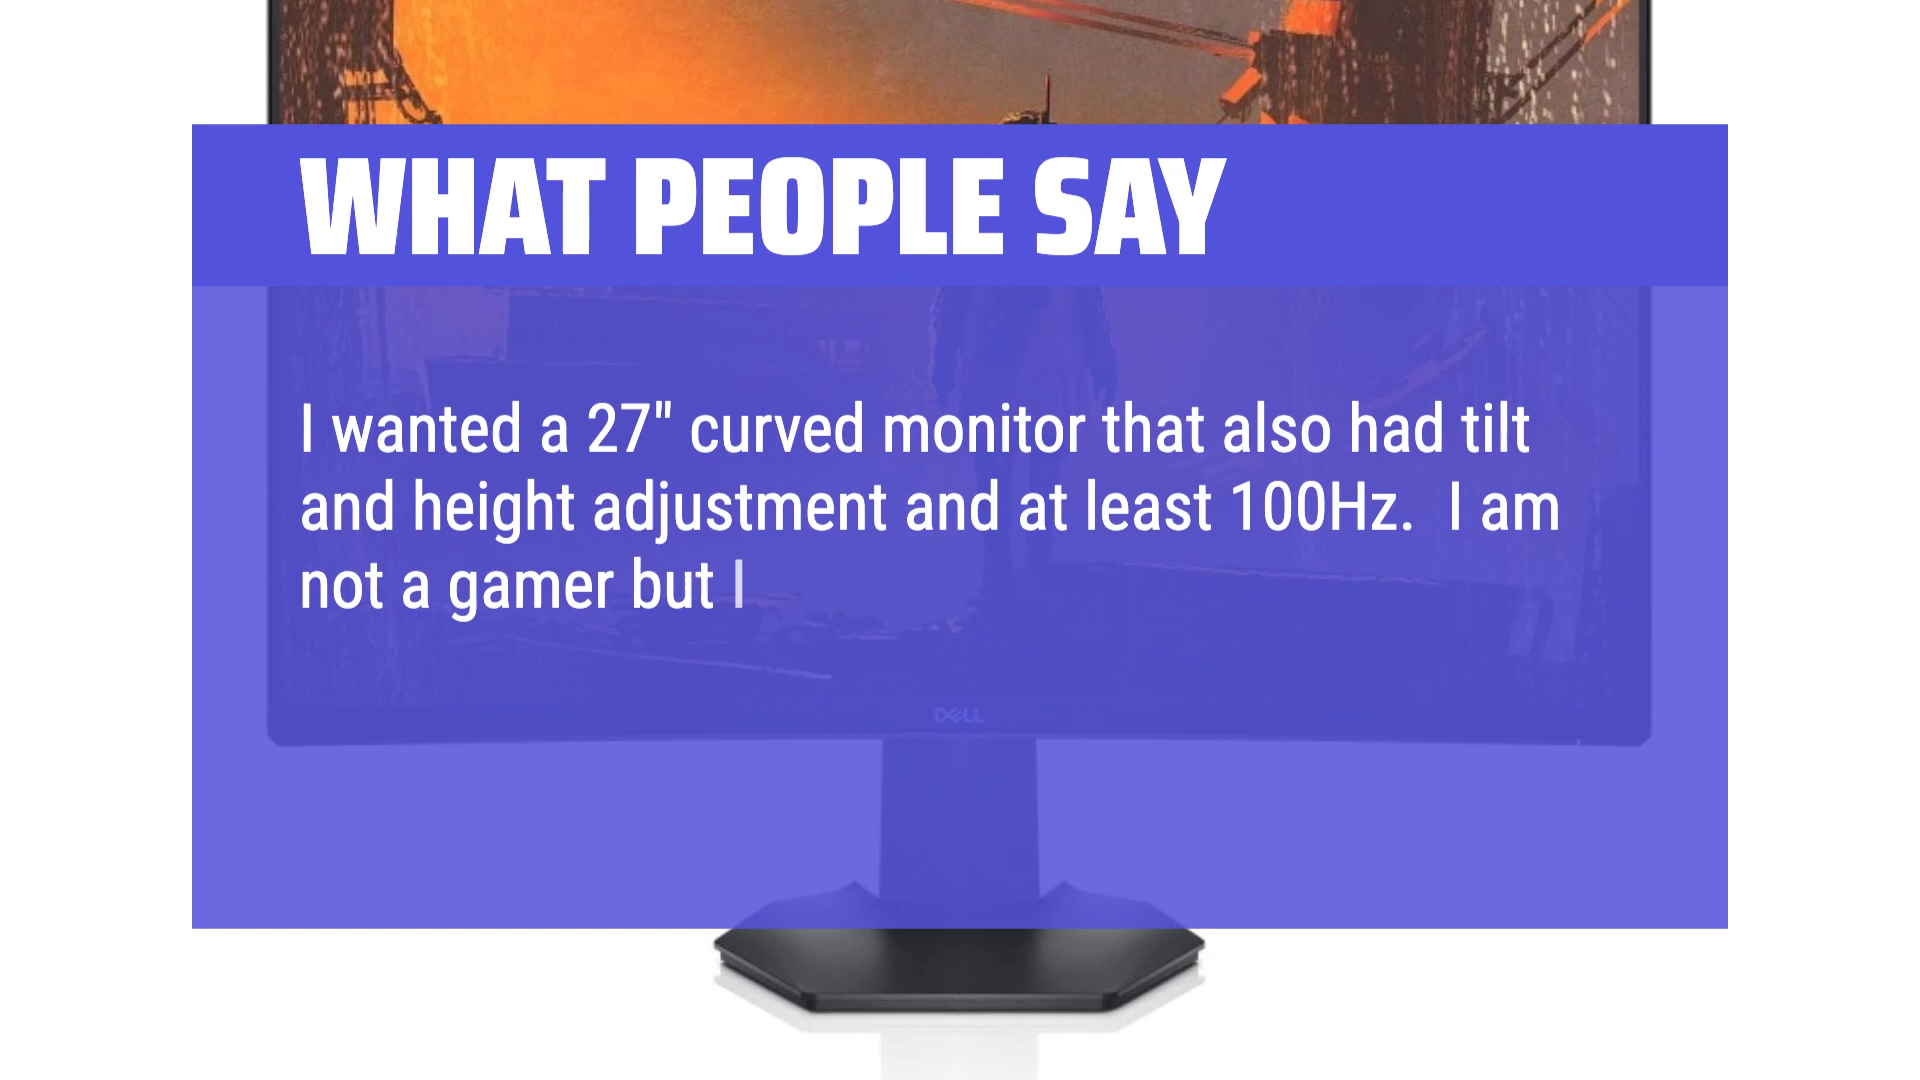 WHAT PEOPLE SAY
I wanted a 27" curved monitor that also had tilt
and height adjustment and at least 100Hz.  I am
not a gamer but I
DELL